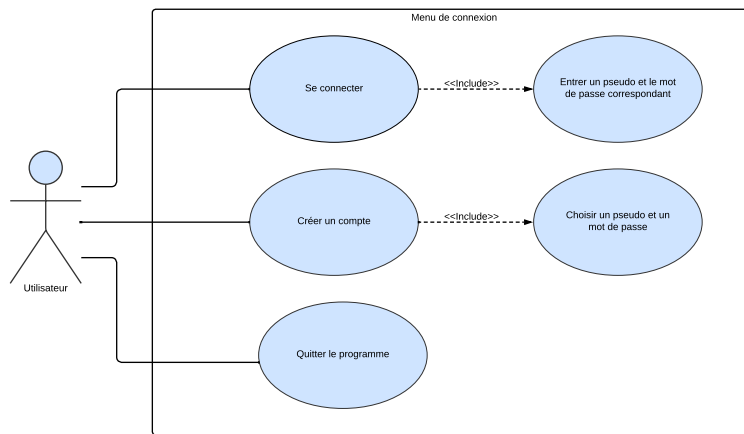 Menu de connexion
Se connecter
<<Include>>
Entrer un pseudo et le mot
de passe correspondant
Créer un compte
<<Include>>
Choisir un pseudo et un
mot de passe
Utilisateur
Quitter le programme